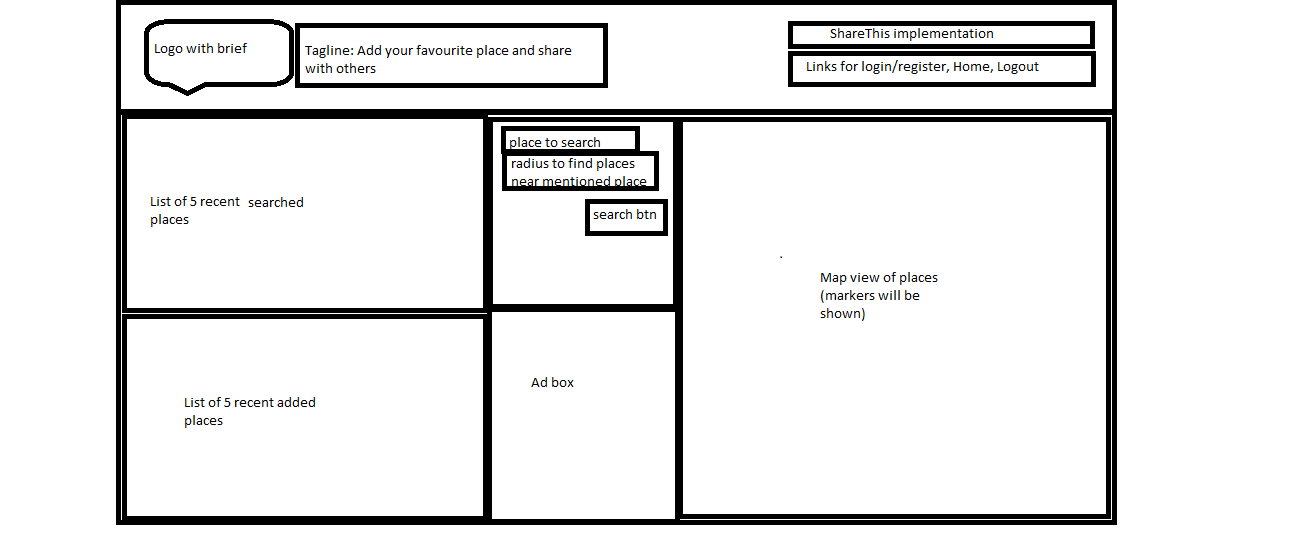 Logo with brief
Tagline: Add your favourite place and share
with others
ShareThis implementation
Links for login/register, Home, Logout
List of 5 recent searched
places
place to search
radius to find places
near mentioned place
search btn
Map view of places
(markers will be
shown)
List of 5 recent added
places
Ad box